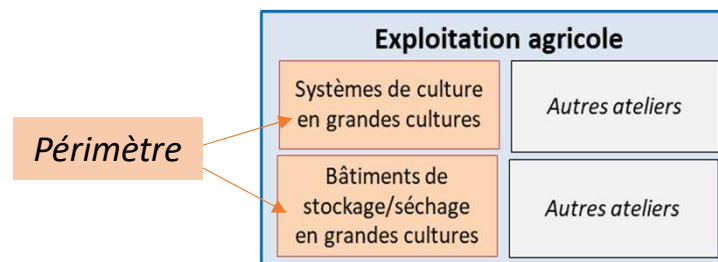 Exploitation agricole
Systèmes de culture
en grandes cultures
Autres ateliers
Périmètre
Bâtiments de
stockage/séchage
en grandes cultures
Autres ateliers